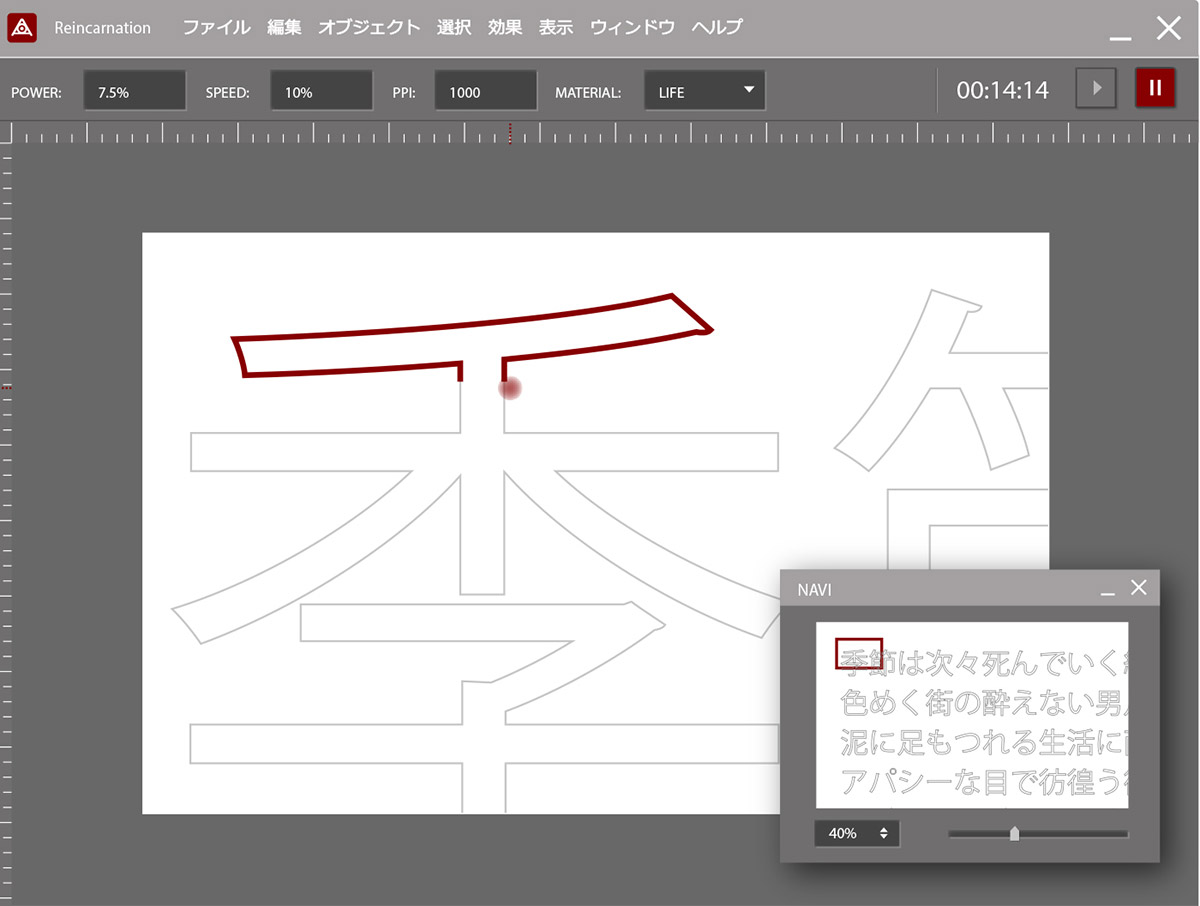 Reincarnation ファイル 編集 オブジェクト 選択 効果 表示 ウィンドウ ヘルプ
POWER: 7.5% SPEED: 10% PPI: 1000 MATERIAL: LIFE 00:14:14
季節
NAVI
季節は次々死んでいく
色めく街の酔えない男
泥に足もつれる生活に
アパシーな目で彷徨う
40%